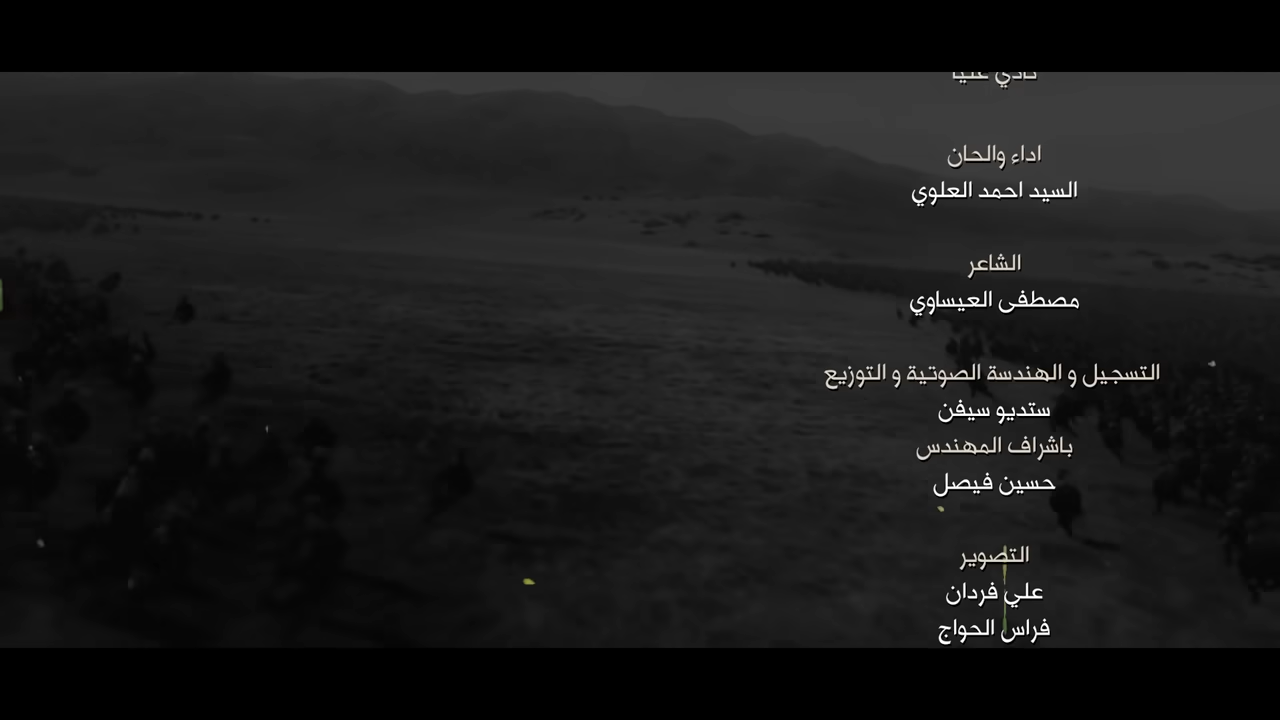 اداء والحان
السيد احمد العلوي
الشاعر
مصطفى العيساوي
التسجيل و الهندسة الصوتية و التوزيع
ستديو سيفن
باشراف المهندس
حسين فيصل
التصوير
علي فردان
فراس الحواج